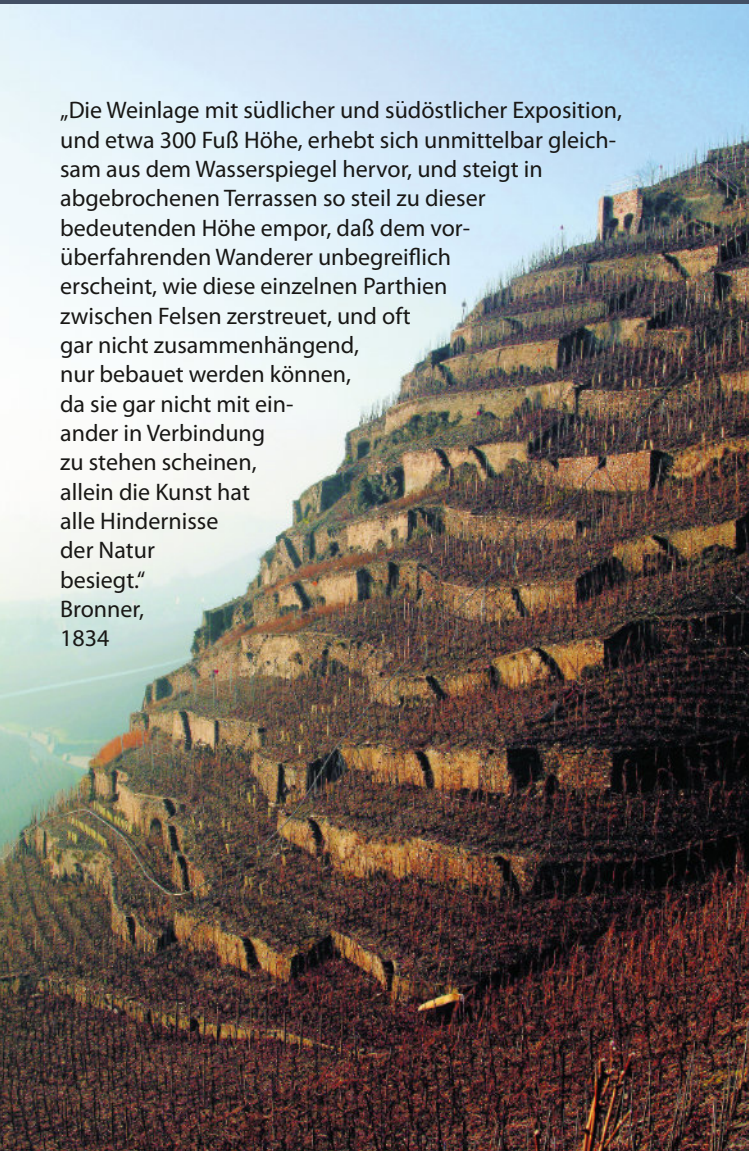 „Die Weinlage mit südlicher und südöstlicher Exposition,
und etwa 300 Fuß Höhe, erhebt sich unmittelbar gleich-
sam aus dem Wasserspiegel hervor, und steigt in
abgebrochenen Terrassen so steil zu dieser
bedeutenden Höhe empor, daß dem vor-
überfahrenden Wanderer unbegreiflich
erscheint, wie diese einzelnen Parthien
zwischen Felsen zerstreuet, und oft
gar nicht zusammenhängend,
nur bebauet werden können,
da sie gar nicht mit ein-
ander in Verbindung
zu stehen scheinen,
allein die Kunst hat
alle Hindernisse
der Natur
besiegt.“
Bronner,
1834